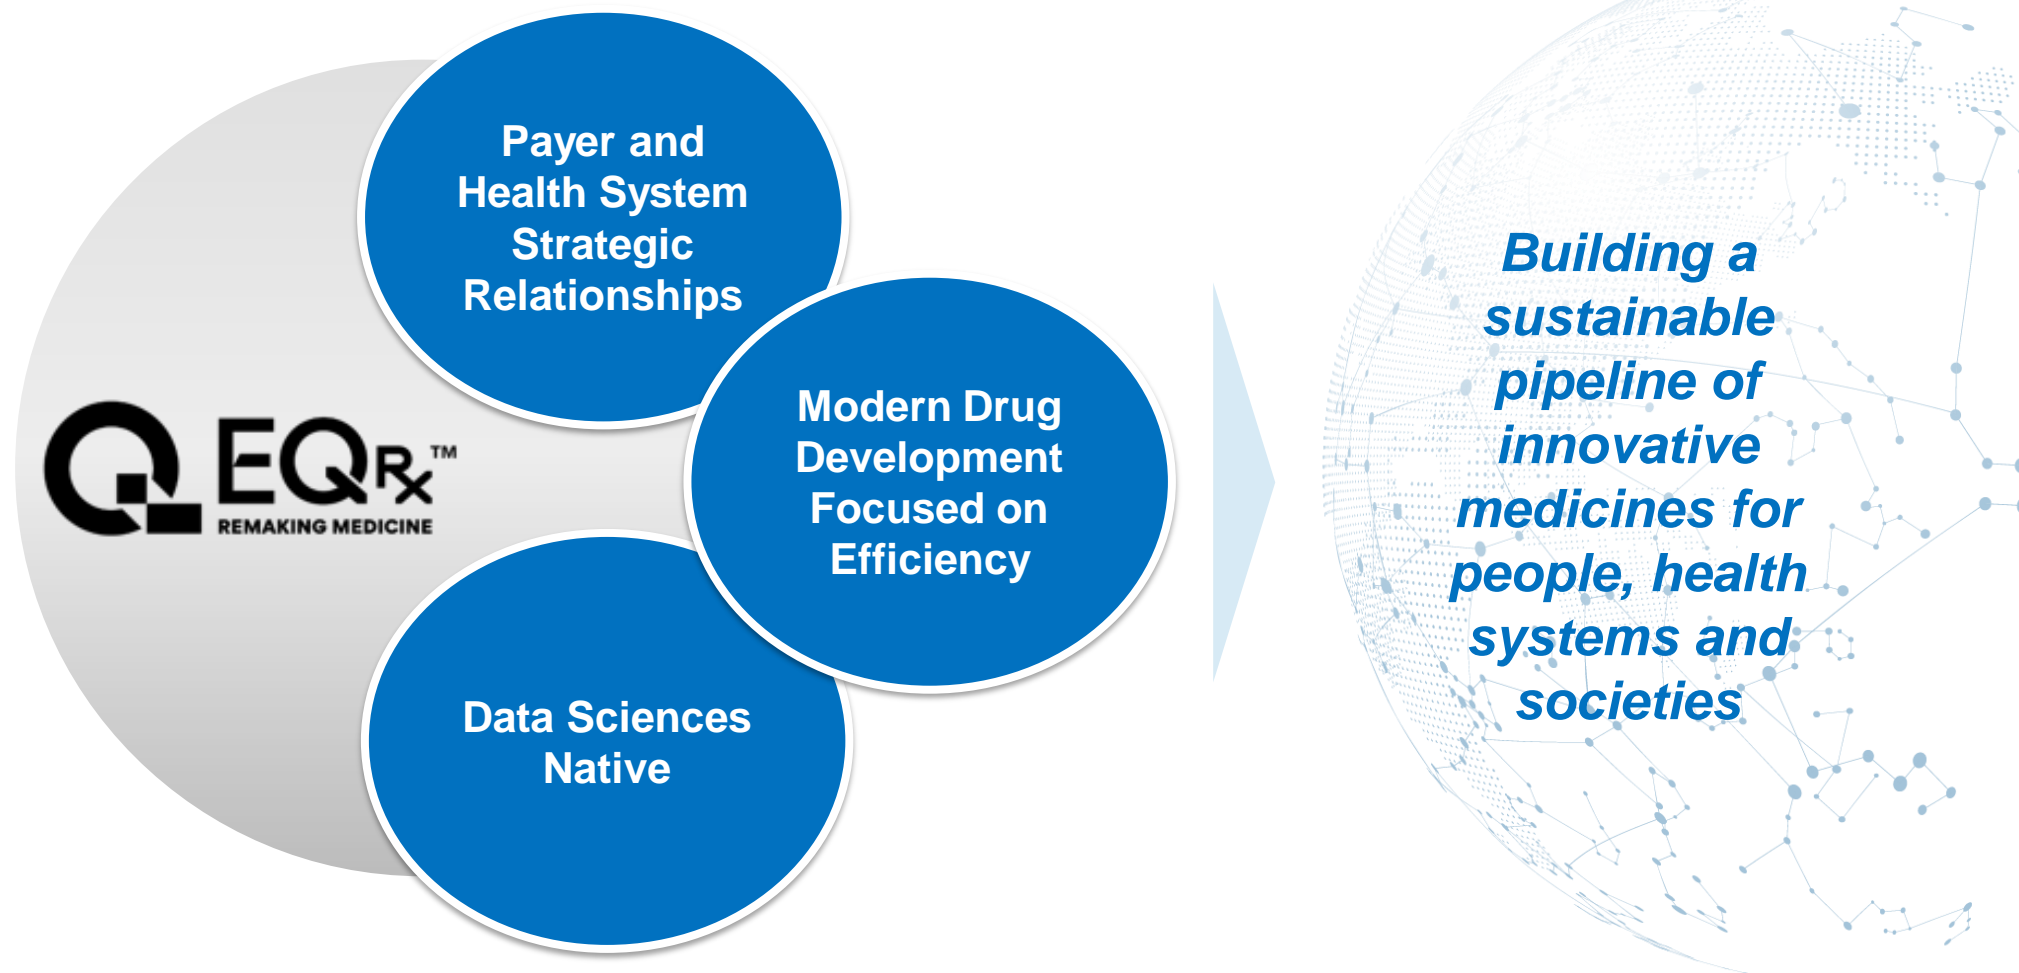 Payer and
Health System
Strategic
Relationships
EQRx™
REMAKING MEDICINE
Modern Drug
Development
Focused on
Efficiency
Data Sciences
Native
Building a
sustainable
pipeline of
innovative
medicines for
people, health
systems and
societies